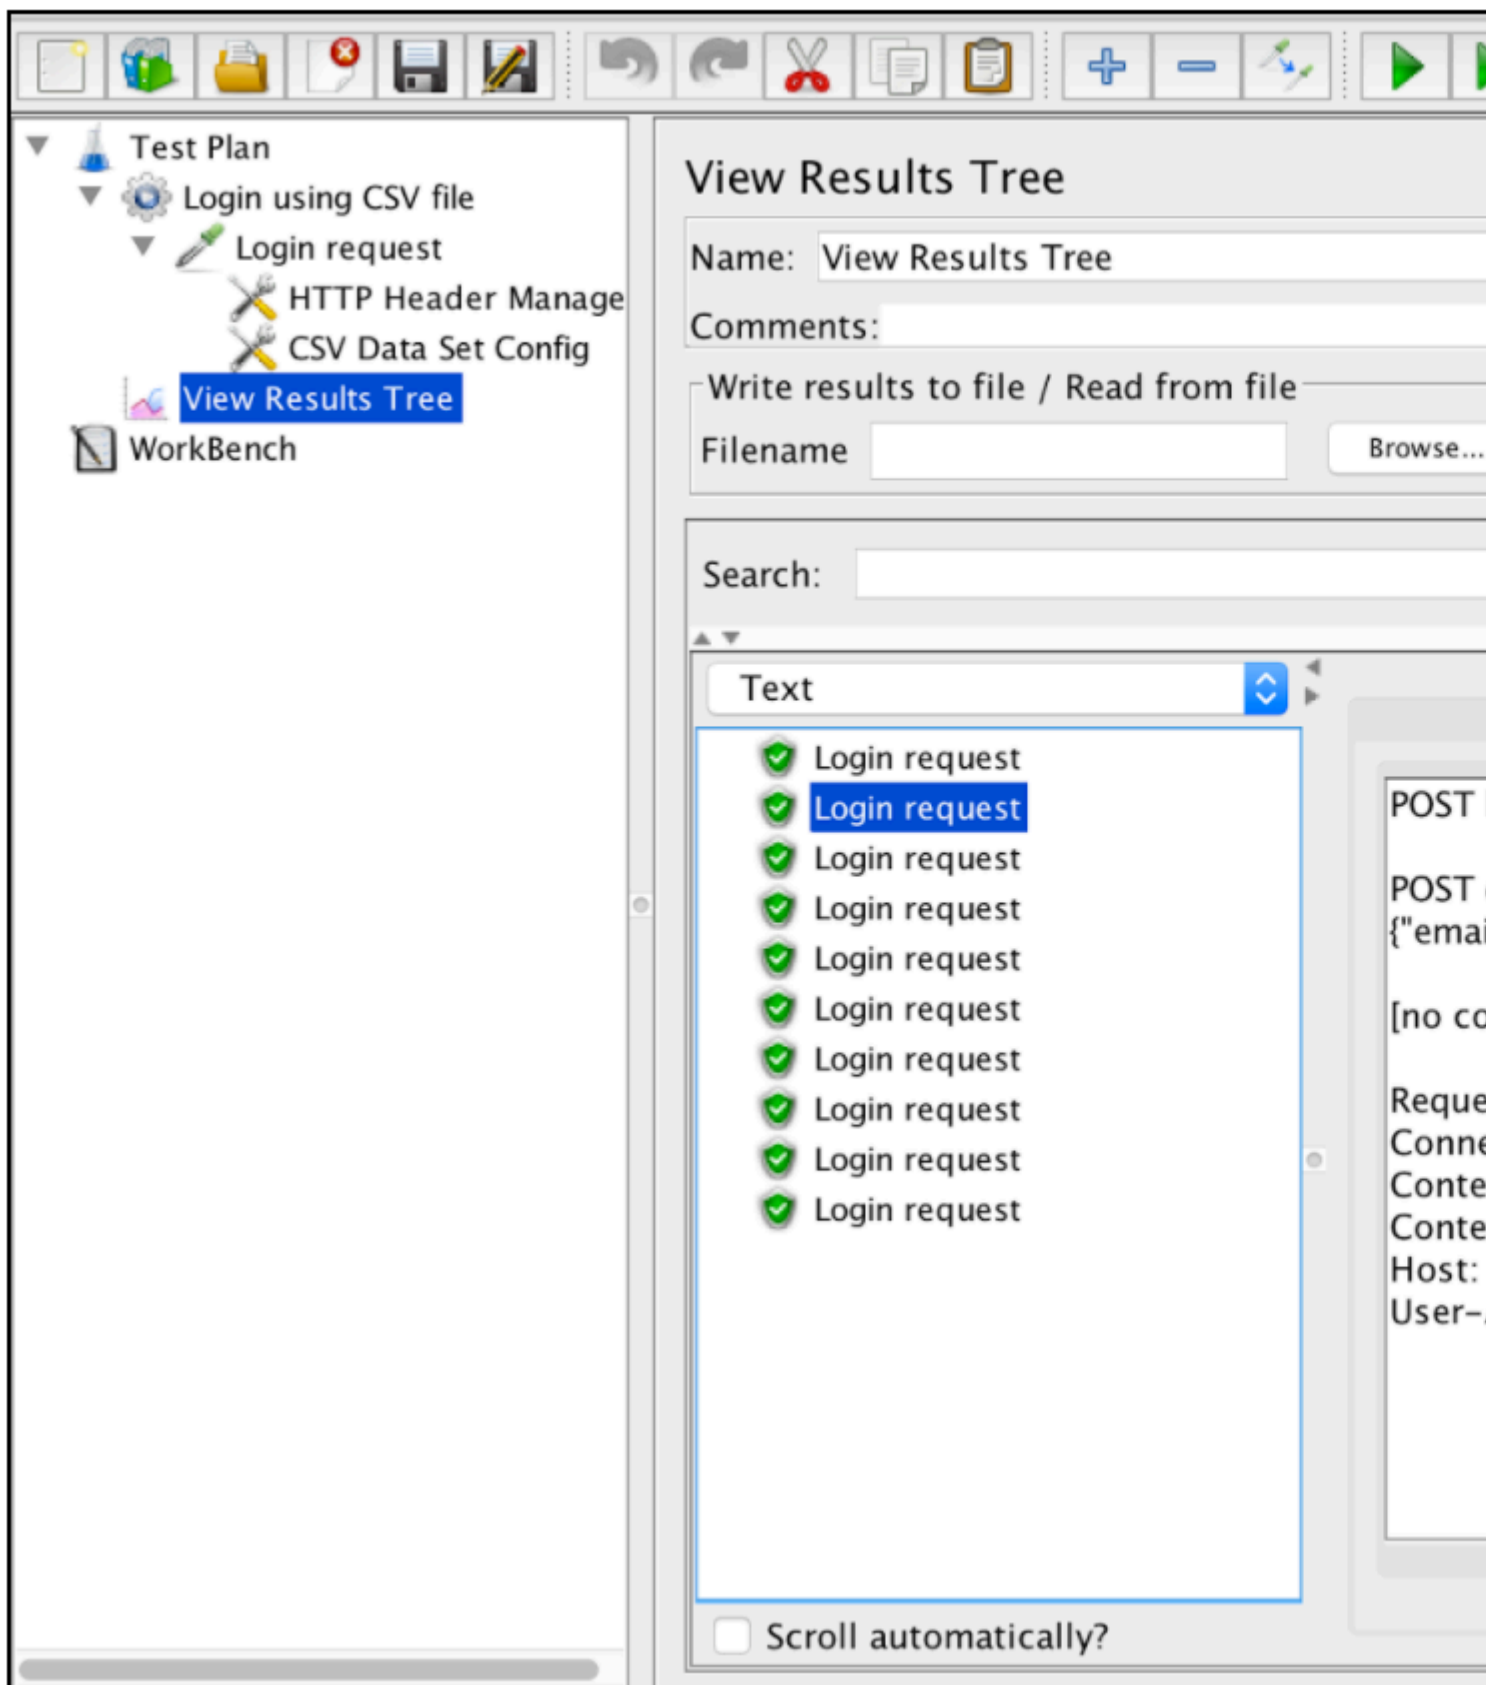 Test Plan
Login using CSV file
Login request
HTTP Header Manage
CSV Data Set Config
View Results Tree
WorkBench
View Results Tree
Name: View Results Tree
Comments:
Write results to file / Read from file
Filename Browse...
Search:
Text
Login request
Login request
Login request
Login request
Login request
Login request
Login request
Login request
Login request
Login request
Scroll automatically?
POST
POST
{"emai
[no co
Reque
Conne
Conte
Conte
Host:
User-